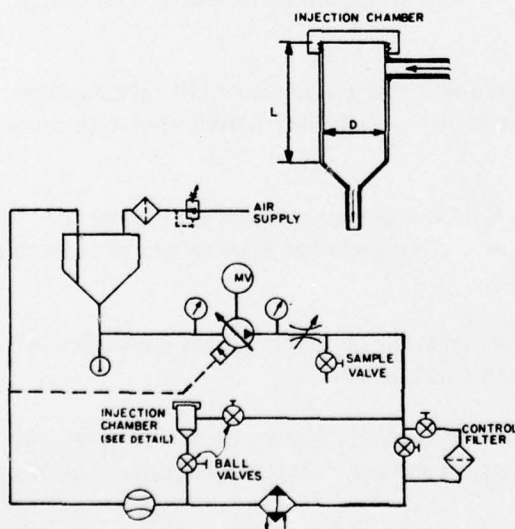 INJECTION CHAMBER
L
D
AIR
SUPPLY
MV
SAMPLE
VALVE
INJECTION
CHAMBER
(SEE DETAIL)
BALL
VALVES
CONTROL
FILTER